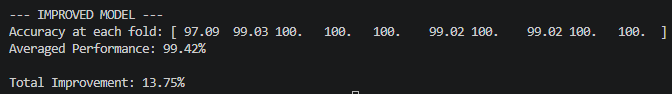 --- IMPROVED MODEL ---
Accuracy at each fold: [ 97.09  99.03 100.   100.   100.    99.02 100.    99.02 100.   100.  ]
Averaged Performance: 99.42%
Total Improvement: 13.75%